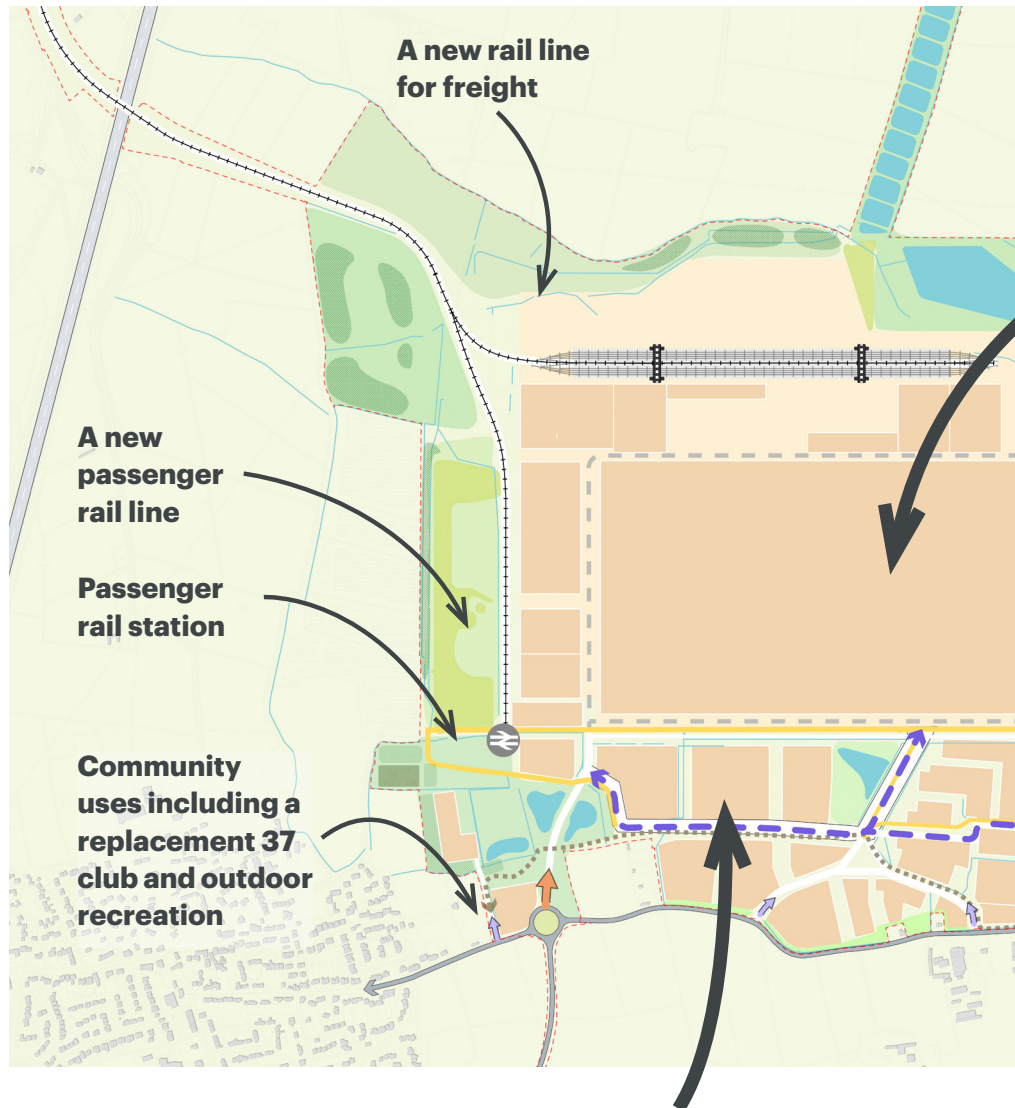 A new rail line
for freight
A new
passenger
rail line
Passenger
rail station
Community
uses including a
replacement 37
club and outdoor
recreation